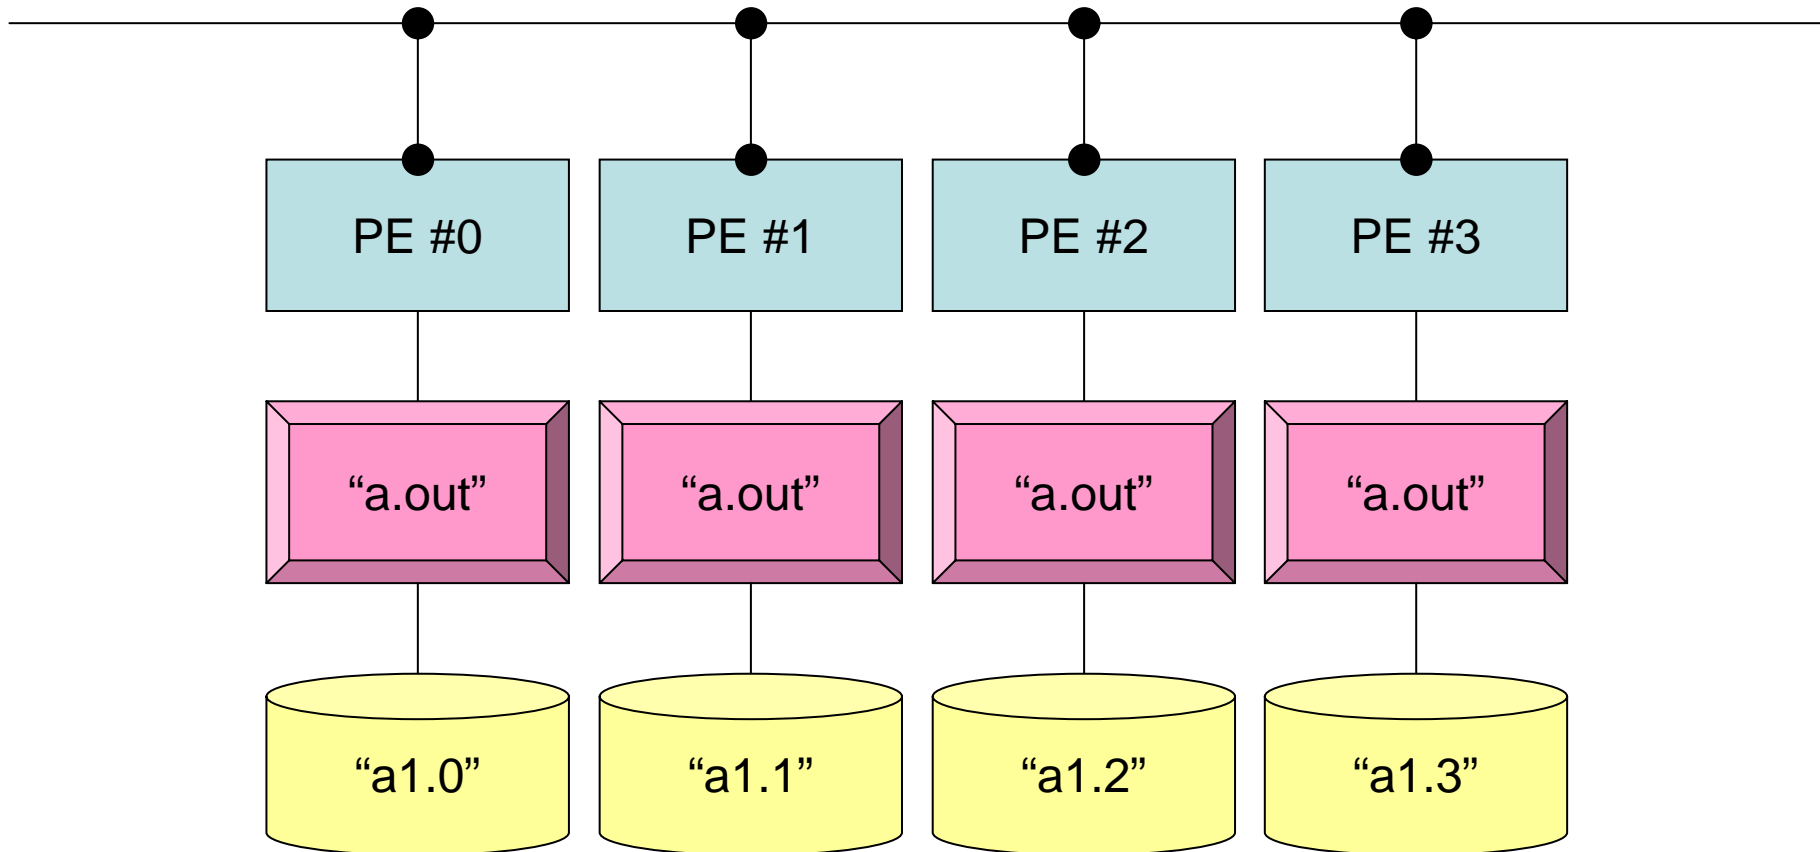 PE #0
PE #1
PE #2
PE #3
“a.out”
“a.out”
“a.out”
“a.out”
“a1.0”
“a1.1”
“a1.2”
“a1.3”